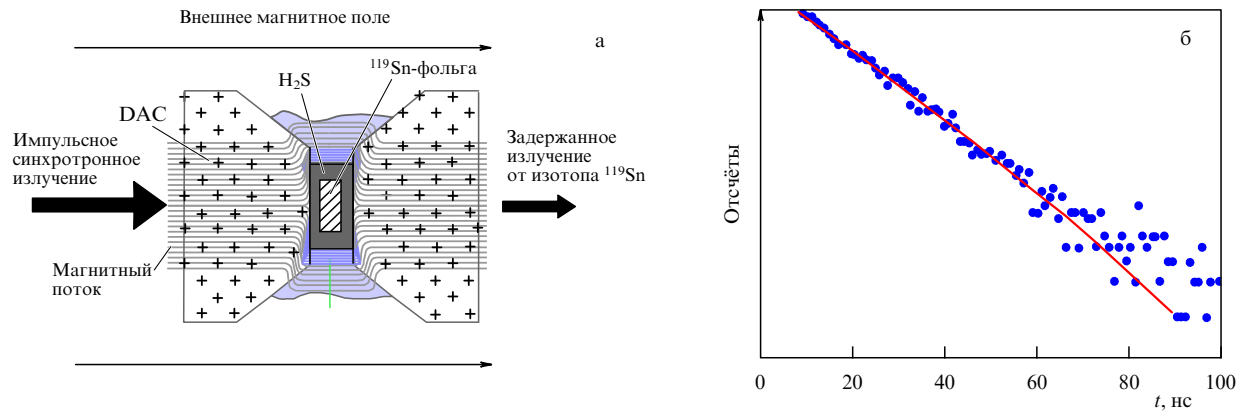 Внешнее магнитное поле
а
¹¹⁹Sn-фольга
H₂S
DAC
Импульсное
синхротронное
излучение
Задержанное
излучение
от изотопа ¹¹⁹Sn
Магнитный
поток
б
Отсчёты
0 20 40 60 80 100
t, нс